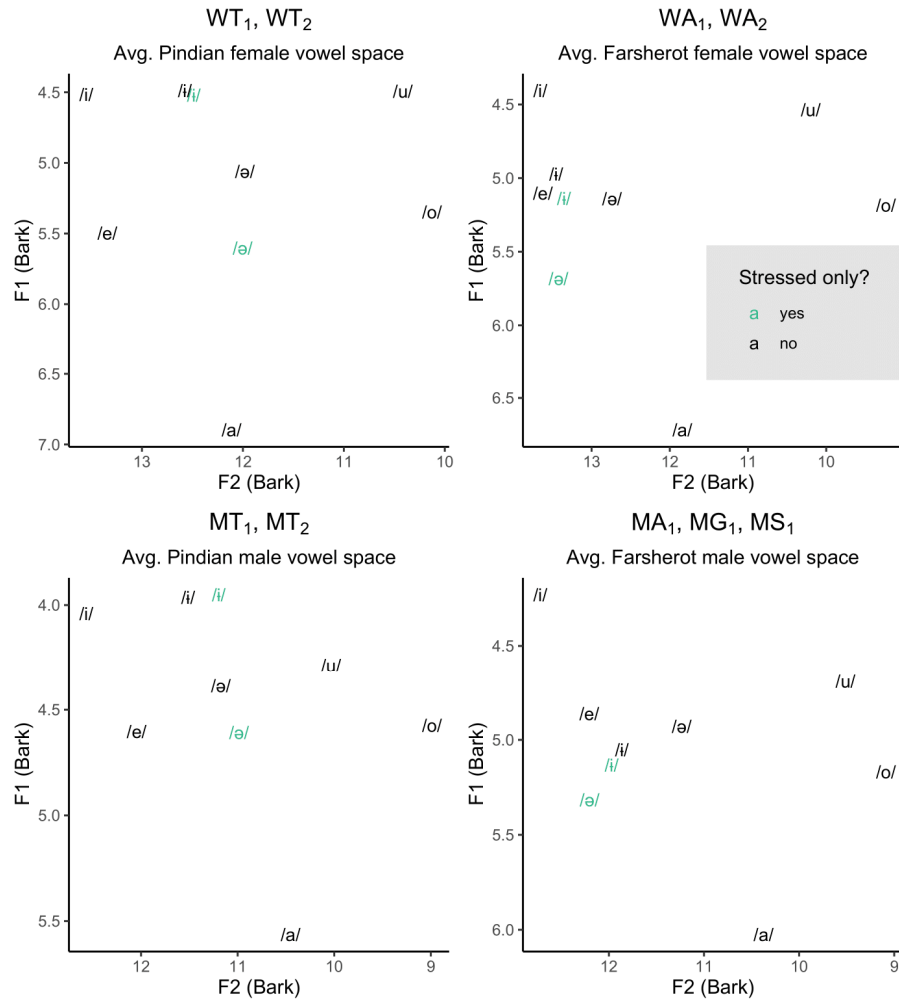 WT₁, WT₂
Avg. Pindian female vowel space
4.5
5.0
5.5
6.0
6.5
7.0
F1 (Bark)
/i/
/ɨ/
/ɨ/
/u/
/ə/
/o/
/e/
/ə/
/a/
13
12
11
10
F2 (Bark)
WA₁, WA₂
Avg. Farsherot female vowel space
4.5
5.0
5.5
6.0
6.5
F1 (Bark)
/i/
/u/
/ɨ/
/e/
/ɨ/
/ə/
/o/
/ə/
/a/
Stressed only?
a yes
a no
13
12
11
10
F2 (Bark)
MT₁, MT₂
Avg. Pindian male vowel space
4.0
4.5
5.0
5.5
F1 (Bark)
/i/
/ɨ/
/ɨ/
/u/
/ə/
/e/
/ə/
/o/
/a/
12
11
10
9
F2 (Bark)
MA₁, MG₁, MS₁
Avg. Farsherot male vowel space
4.5
5.0
5.5
6.0
F1 (Bark)
/i/
/u/
/e/
/ə/
/ɨ/
/ɨ/
/o/
/ə/
/a/
12
11
10
9
F2 (Bark)